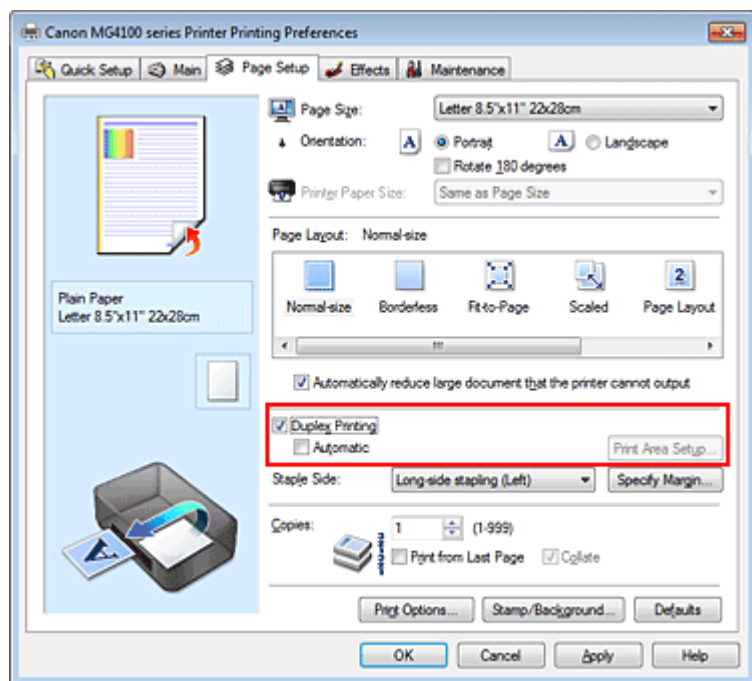 Canon MG4100 series Printer Printing Preferences
Quick Setup Main Page Setup Effects Maintenance
Page Size: Letter 8.5"x11" 22x28cm
Orientation: A Portrait A Landscape
Rotate 180 degrees
Printer Paper Size: Same as Page Size
Page Layout: Normal-size
2
Normal-size Borderless Fit-to-Page Scaled Page Layout
Plain Paper
Letter 8.5"x11" 22x28cm
Automatically reduce large document that the printer cannot output
Duplex Printing
Automatic Print Area Setup...
Staple Side: Long-side stapling (Left) Specify Margin...
Copies: 1 (1-999)
Print from Last Page Collate
A
Print Options... Stamp/Background... Defaults
OK Cancel Apply Help